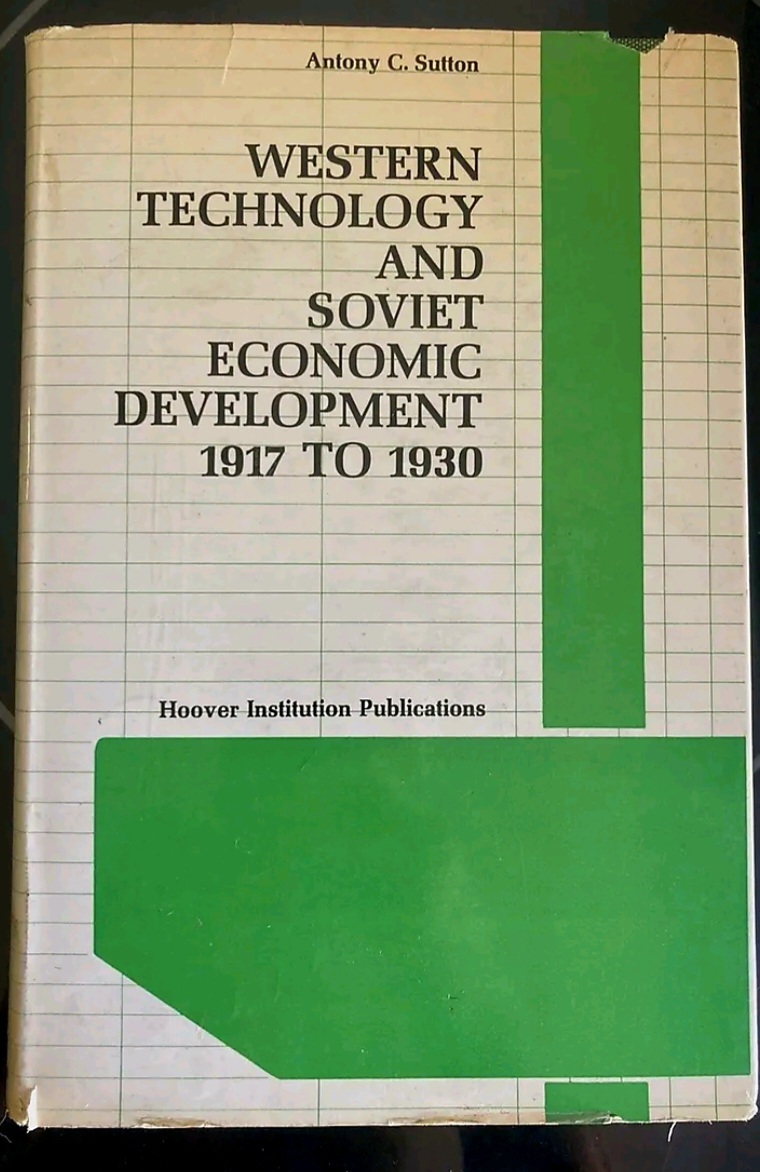 Antony C. Sutton
WESTERN
TECHNOLOGY
AND
SOVIET
ECONOMIC
DEVELOPMENT
1917 TO 1930
Hoover Institution Publications